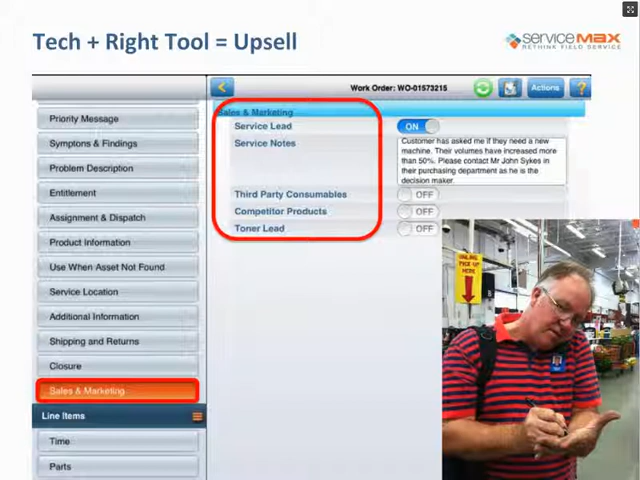 Tech + Right Tool = Upsell
serviceMAX
RETHINK FIELD SERVICE
Work Order: WO-01573215
Actions
?
Priority Message
Symptoms & Findings
Problem Description
Entitlement
Assignment & Dispatch
Product Information
Use When Asset Not Found
Service Location
Additional Information
Shipping and Returns
Closure
Sales & Marketing
Line Items
Time
Parts
Sales & Marketing
Service Lead
ON
Service Notes
Customer has asked me if they need a new
machine. Their volumes have increased more
than 50%. Please contact Mr John Sykes in
their purchasing department as he is the
decision maker.
Third Party Consumables
OFF
Competitor Products
OFF
Toner Lead
OFF
ONLINE
PICK-UP
HERE